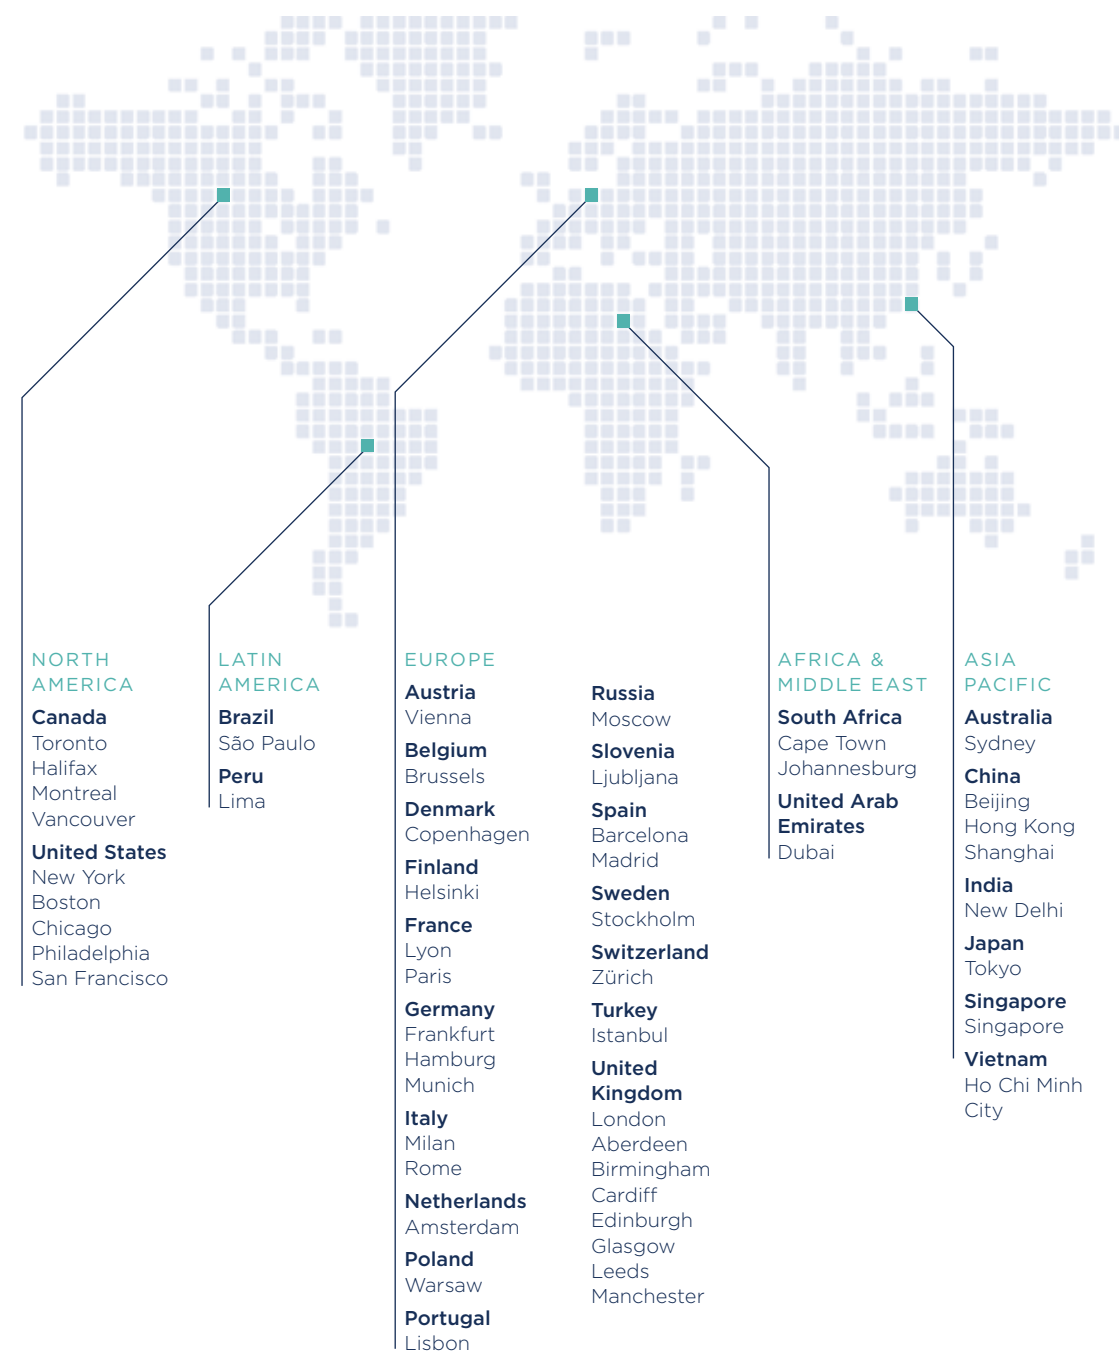 NORTH
AMERICA
Canada
Toronto
Halifax
Montreal
Vancouver
United States
New York
Boston
Chicago
Philadelphia
San Francisco
LATIN
AMERICA
Brazil
São Paulo
Peru
Lima
EUROPE
Austria
Vienna
Belgium
Brussels
Denmark
Copenhagen
Finland
Helsinki
France
Lyon
Paris
Germany
Frankfurt
Hamburg
Munich
Italy
Milan
Rome
Netherlands
Amsterdam
Poland
Warsaw
Portugal
Lisbon
Russia
Moscow
Slovenia
Ljubljana
Spain
Barcelona
Madrid
Sweden
Stockholm
Switzerland
Zürich
Turkey
Istanbul
United
Kingdom
London
Aberdeen
Birmingham
Cardiff
Edinburgh
Glasgow
Leeds
Manchester
AFRICA &
MIDDLE EAST
South Africa
Cape Town
Johannesburg
United Arab
Emirates
Dubai
ASIA
PACIFIC
Australia
Sydney
China
Beijing
Hong Kong
Shanghai
India
New Delhi
Japan
Tokyo
Singapore
Singapore
Vietnam
Ho Chi Minh
City